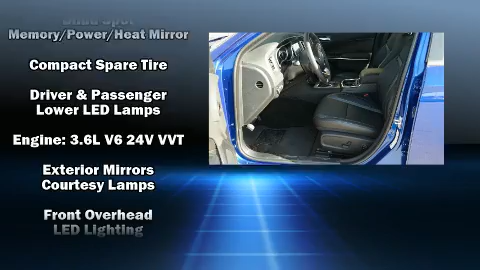 Memory/Power/Heat Mirror
Compact Spare Tire
Driver & Passenger
Lower LED Lamps
Engine: 3.6L V6 24V VVT
Exterior Mirrors
Courtesy Lamps
Front Overhead
LED Lighting